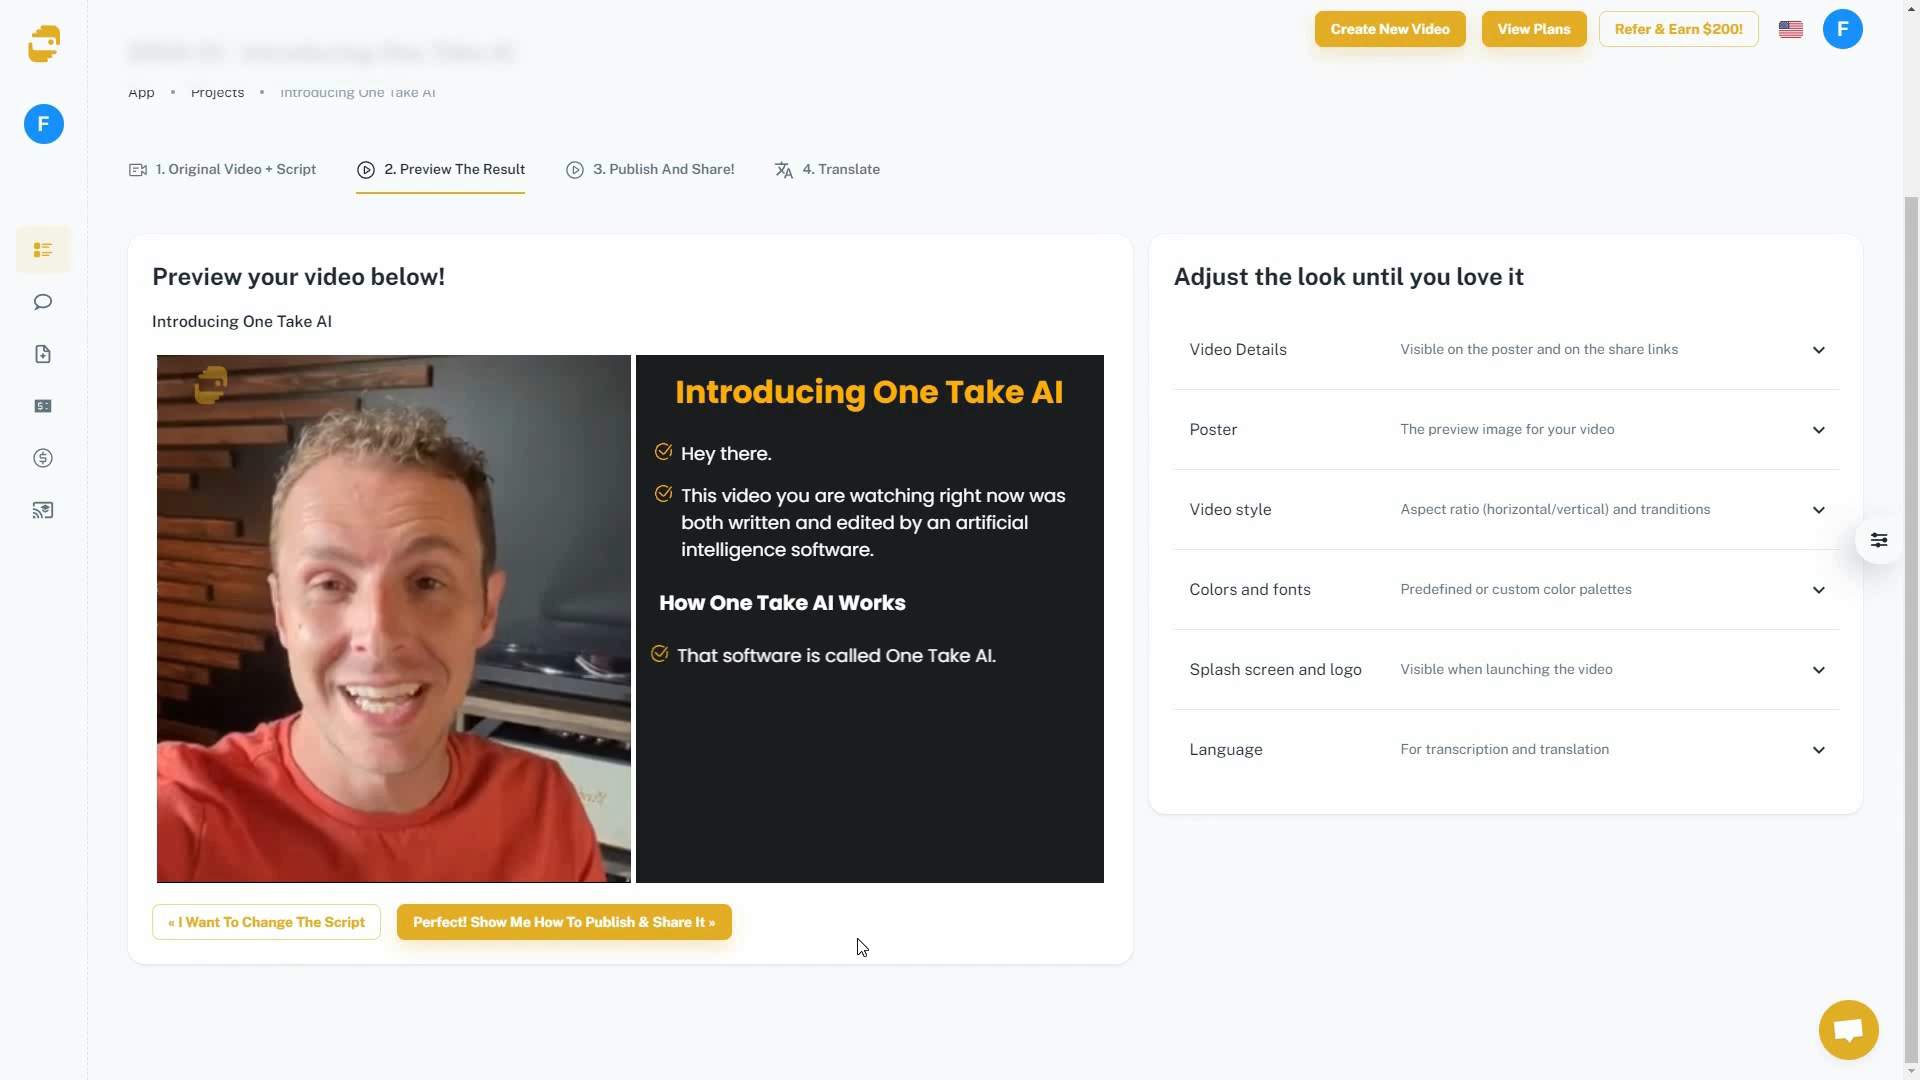 Create New Video
View Plans
Refer & Earn $200!
F
App • Projects • Introducing One Take AI
F
1. Original Video + Script
2. Preview The Result
3. Publish And Share!
4. Translate
Preview your video below!
Introducing One Take AI
Introducing One Take AI
Hey there.
This video you are watching right now was
both written and edited by an artificial
intelligence software.
How One Take AI Works
That software is called One Take AI.
« I Want To Change The Script
Perfect! Show Me How To Publish & Share It »
Adjust the look until you love it
Video Details
Visible on the poster and on the share links
Poster
The preview image for your video
Video style
Aspect ratio (horizontal/vertical) and tranditions
Colors and fonts
Predefined or custom color palettes
Splash screen and logo
Visible when launching the video
Language
For transcription and translation